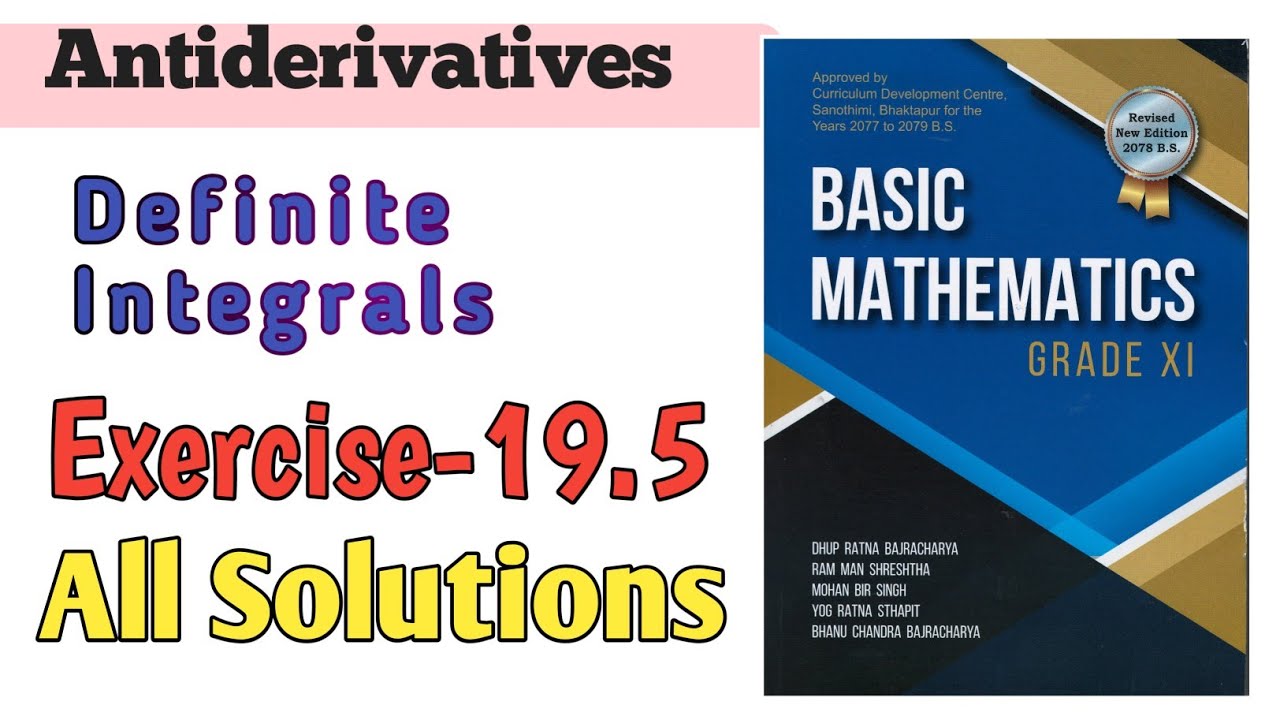 Antiderivatives
Definite
Integrals
Exercise-19.5
All Solutions
Approved by
Curriculum Development Centre,
Sanothimi, Bhaktapur for the
Years 2077 to 2079 B.S.
Revised
New Edition
2078 B.S.
BASIC
MATHEMATICS
GRADE XI
DHUP RATNA BAJRACHARYA
RAM MAN SHRESHTHA
MOHAN BIR SINGH
YOG RATNA STHAPIT
BHANU CHANDRA BAJRACHARYA